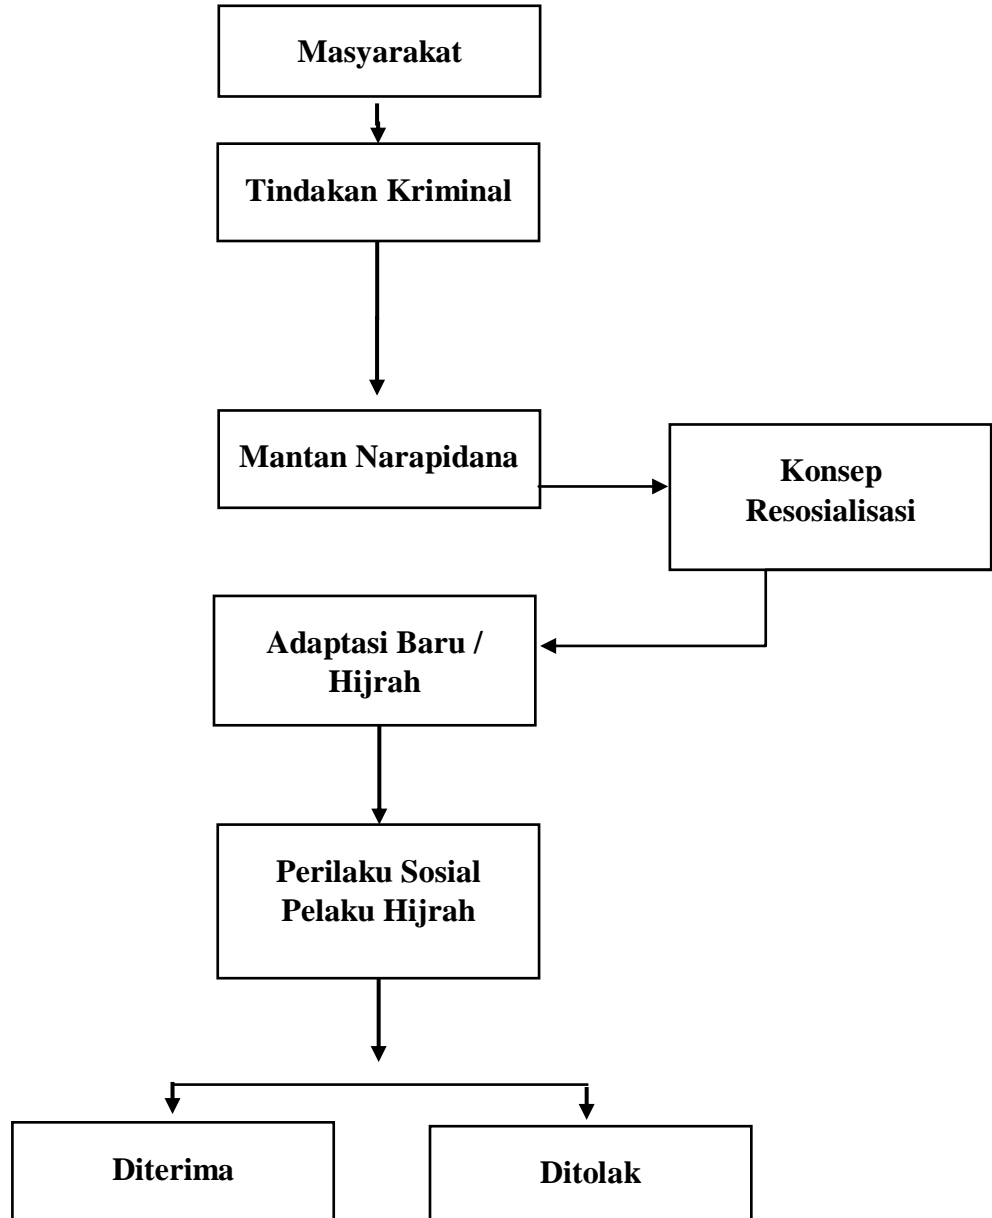 Masyarakat
Tindakan Kriminal
Mantan Narapidana
Konsep
Resosialisasi
Adaptasi Baru /
Hijrah
Perilaku Sosial
Pelaku Hijrah
Diterima
Ditolak